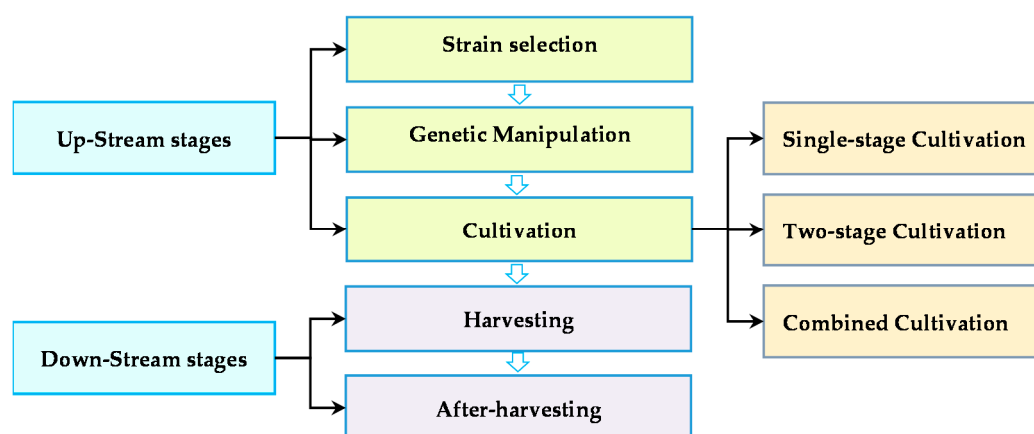 Strain selection
Up-Stream stages
Genetic Manipulation
Single-stage Cultivation
Cultivation
Two-stage Cultivation
Harvesting
Combined Cultivation
Down-Stream stages
After-harvesting